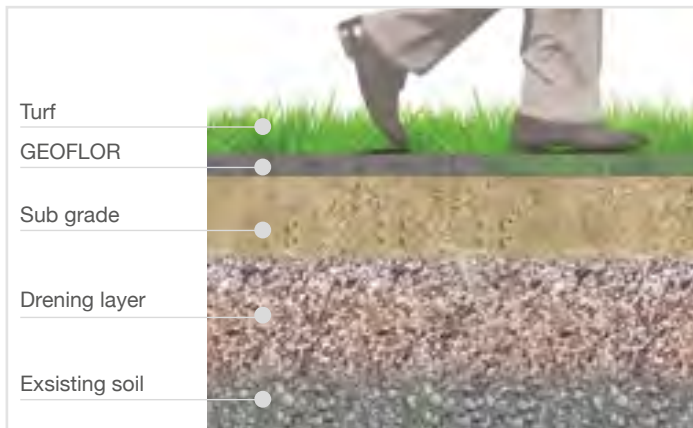 Turf
GEOFLOR
Sub grade
Drening layer
Exsisting soil